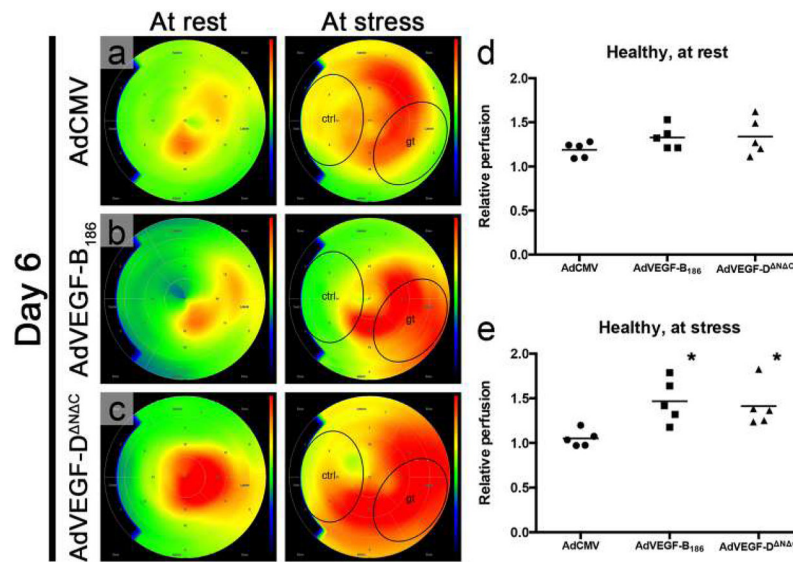 At rest At stress
Day 6
AdCMV
a
ctrl
gt
AdVEGF-B186
b
ctrl
gt
AdVEGF-DΔNΔC
c
ctrl
gt
d
Healthy, at rest
Relative perfusion
2.0
1.5
1.0
0.5
0.0
AdCMV AdVEGF-B186 AdVEGF-DΔNΔC
e
Healthy, at stress
Relative perfusion
2.0
1.5
1.0
0.5
0.0
* *
AdCMV AdVEGF-B186 AdVEGF-DΔNΔC